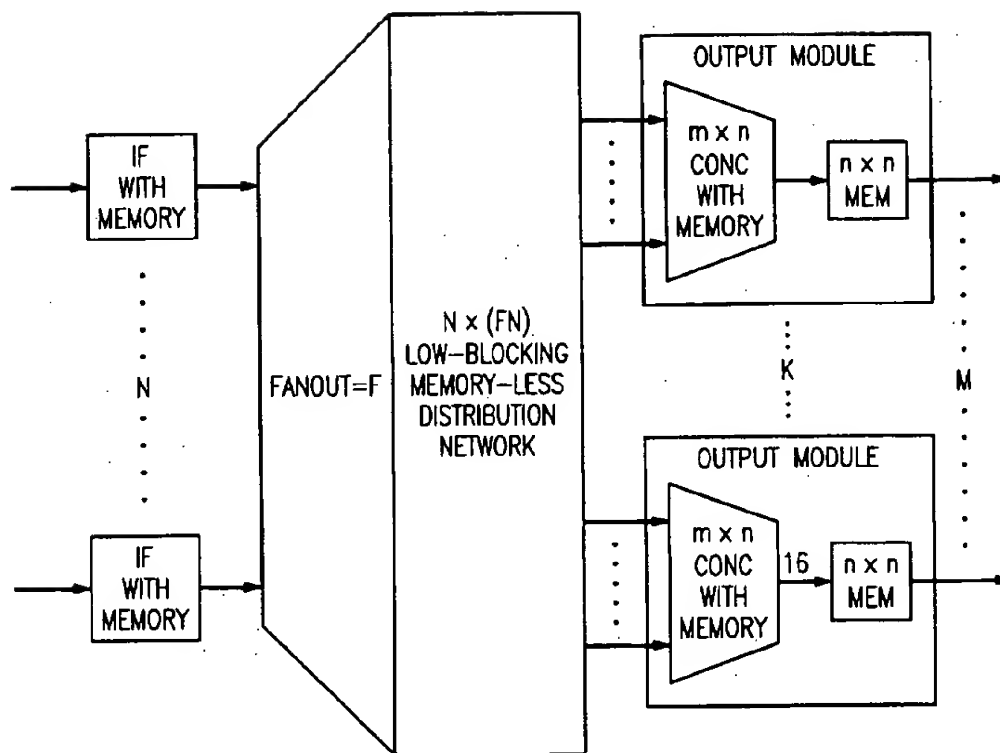 IF
WITH
MEMORY
N
IF
WITH
MEMORY
FANOUT=F
N x (FN)
LOW-BLOCKING
MEMORY-LESS
DISTRIBUTION
NETWORK
OUTPUT MODULE
m x n
CONC
WITH
MEMORY
n x n
MEM
K
M
OUTPUT MODULE
m x n
CONC
WITH
MEMORY
16
n x n
MEM